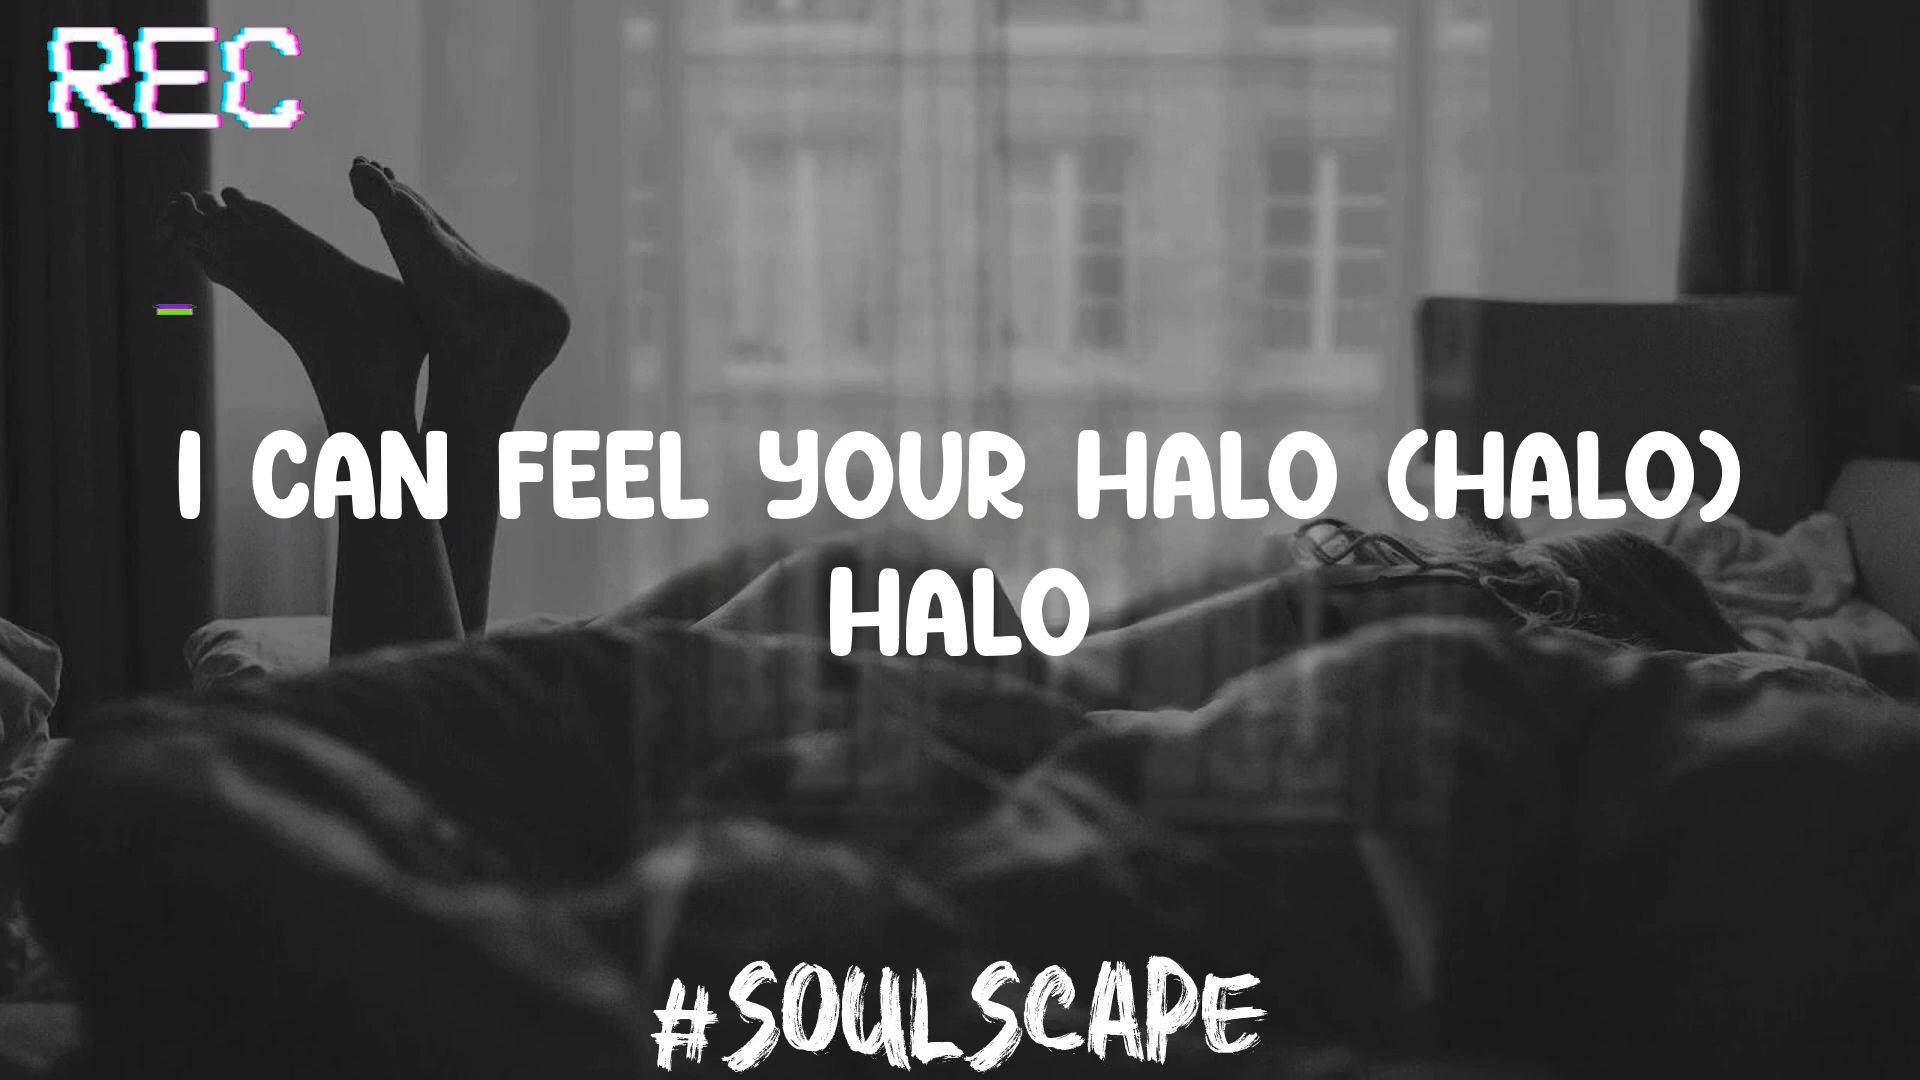 REC
I CAN FEEL YOUR HALO (HALO)
HALO
#SOULSCAPE